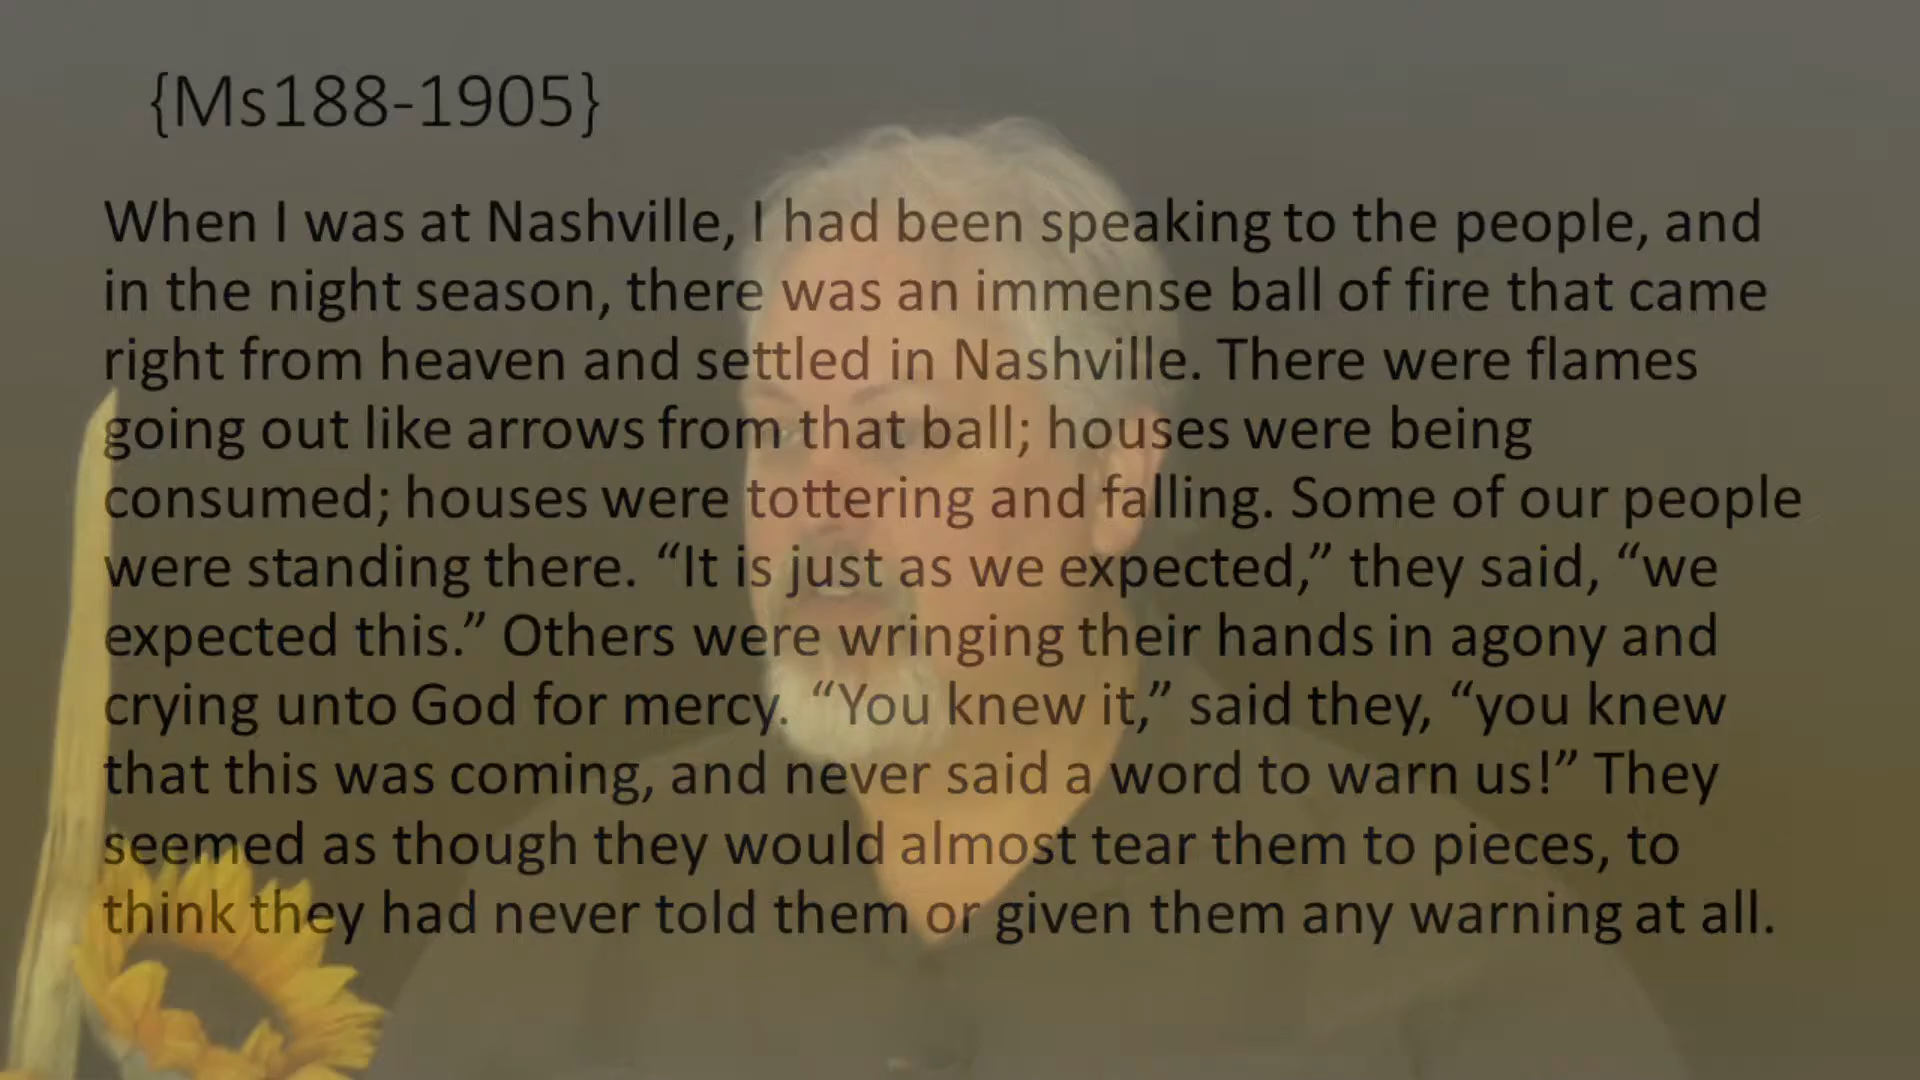 {Ms188-1905}
When I was at Nashville, I had been speaking to the people, and
in the night season, there was an immense ball of fire that came
right from heaven and settled in Nashville. There were flames
going out like arrows from that ball; houses were being
consumed; houses were tottering and falling. Some of our people
were standing there. “It is just as we expected,” they said, “we
expected this.” Others were wringing their hands in agony and
crying unto God for mercy. “You knew it,” said they, “you knew
that this was coming, and never said a word to warn us!” They
seemed as though they would almost tear them to pieces, to
think they had never told them or given them any warning at all.